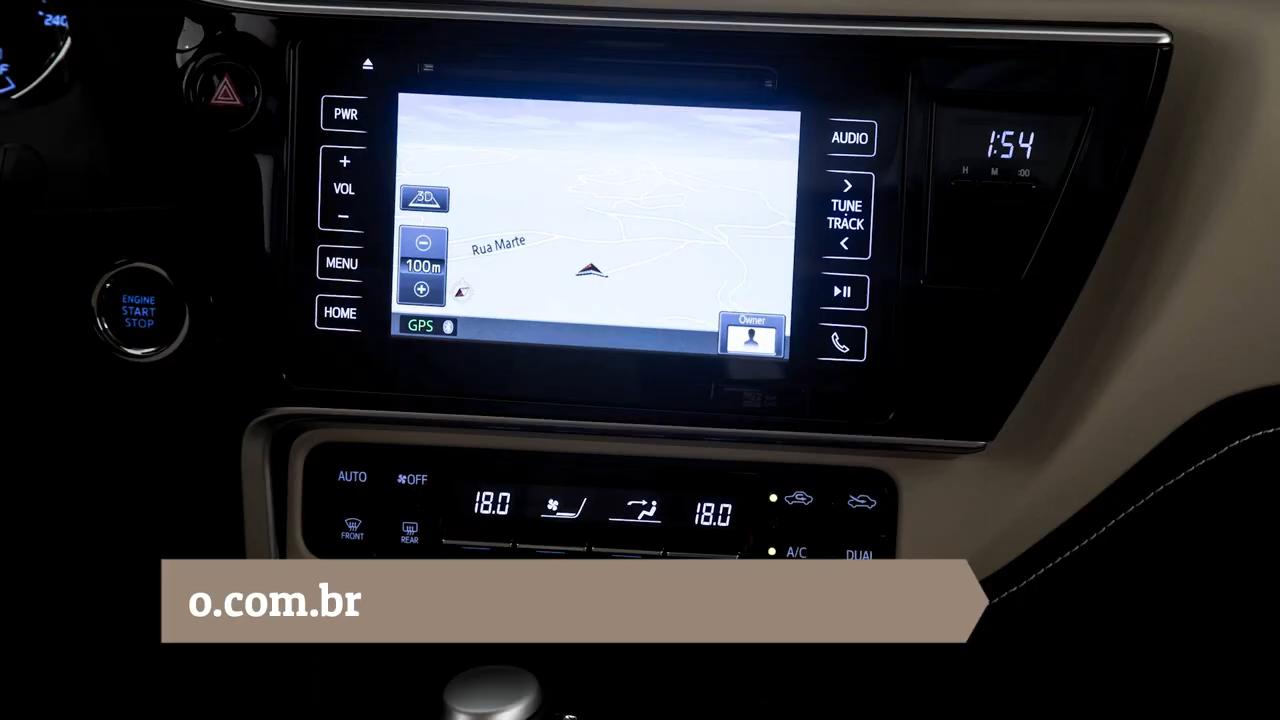 240
PWR
+
VOL
−
MENU
HOME
3D
100m
Rua Marte
GPS
Owner
AUDIO
>
TUNE
TRACK
<
1:54
H M :00
ENGINE
START
STOP
AUTO
OFF
18.0
18.0
FRONT
REAR
A/C
DUAL
o.com.br